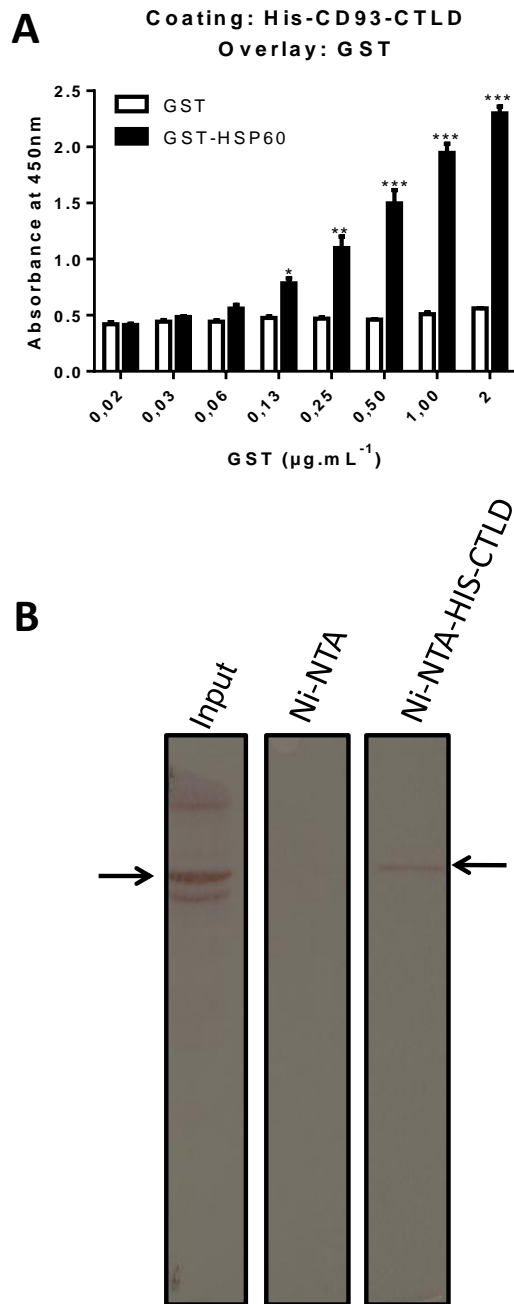 A
Coating: His-CD93-CTLD
Overlay: GST
GST
GST-HSP60
Absorbance at 450nm
2.5
2.0
1.5
1.0
0.5
0.0
* ** *** *** ***
0,02 0,03 0,06 0,13 0,25 0,50 1,00 2
GST (µg.mL⁻¹)
B
Input Ni-NTA Ni-NTA-HIS-CTLD